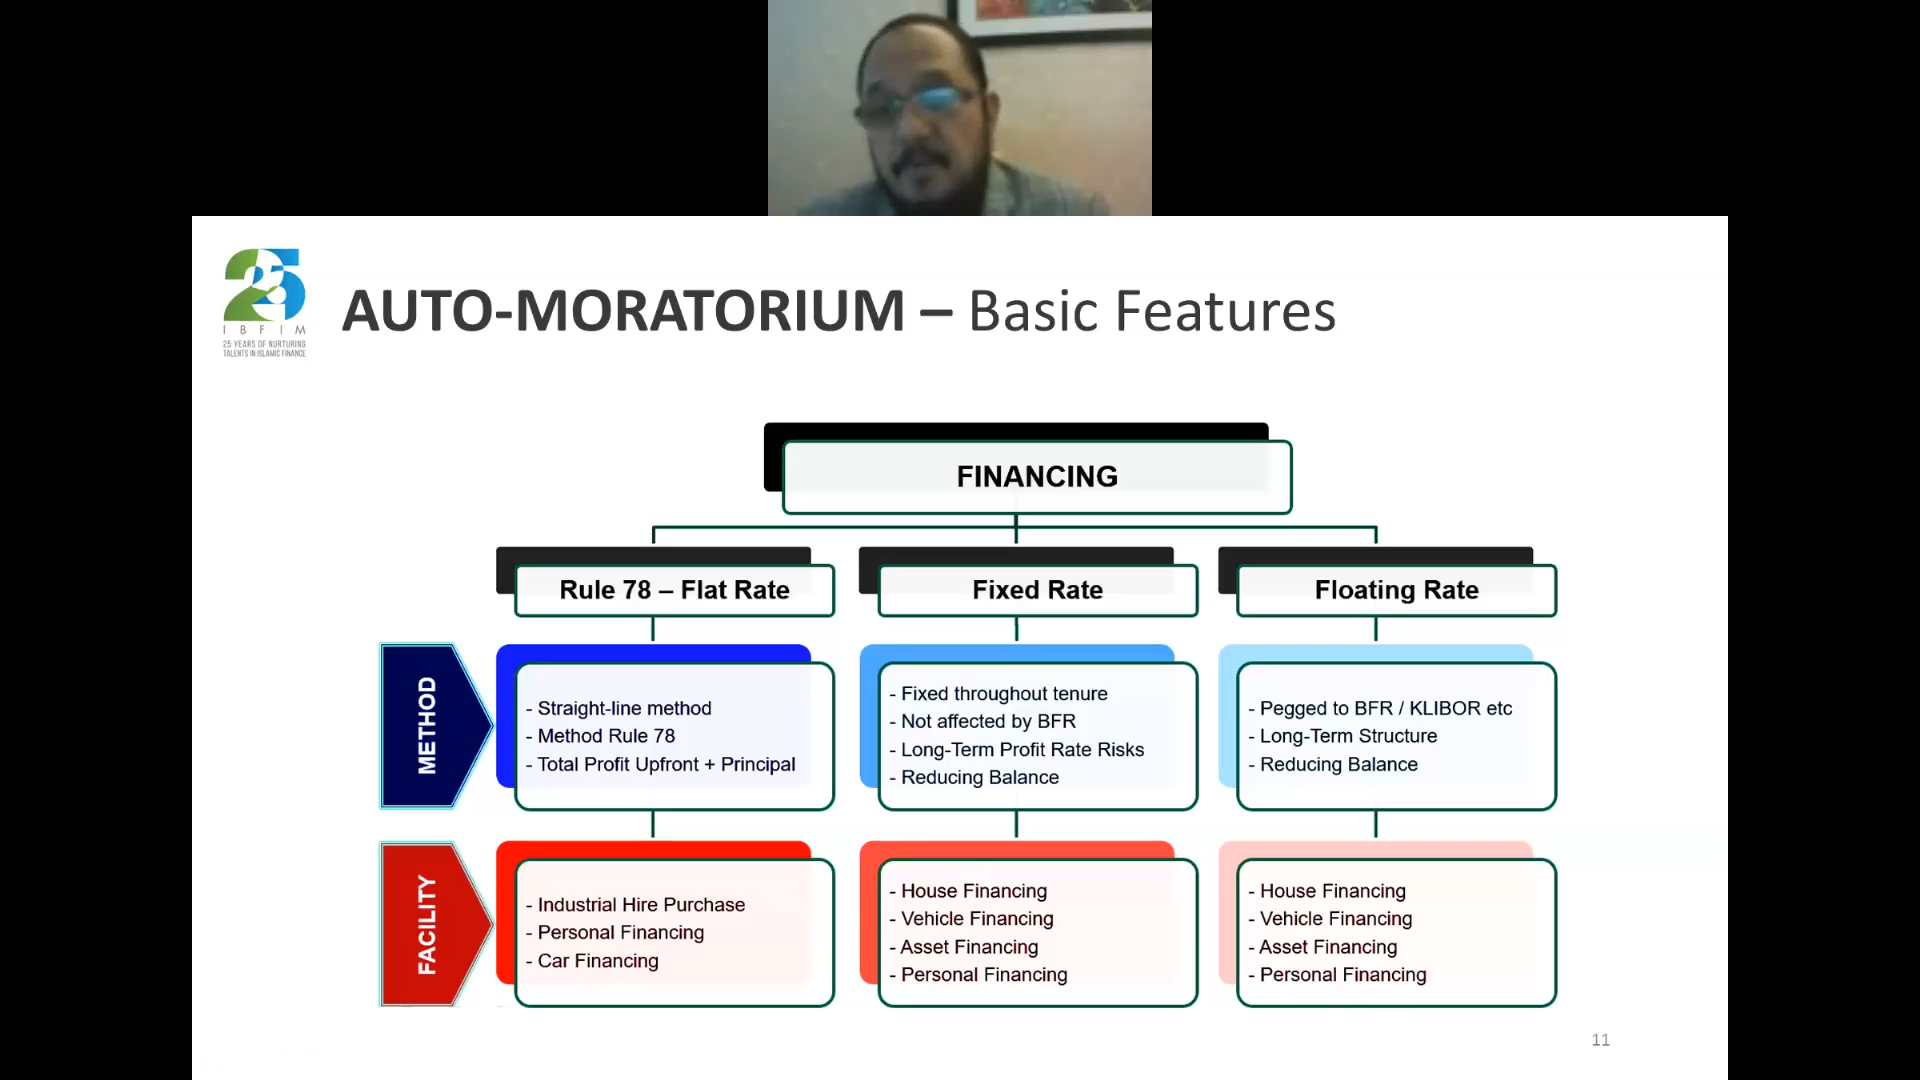 IBFIM
25 YEARS OF NURTURING
TALENTS IN ISLAMIC FINANCE
AUTO-MORATORIUM – Basic Features
FINANCING
Rule 78 – Flat Rate
Fixed Rate
Floating Rate
METHOD
- Straight-line method
- Method Rule 78
- Total Profit Upfront + Principal
- Fixed throughout tenure
- Not affected by BFR
- Long-Term Profit Rate Risks
- Reducing Balance
- Pegged to BFR / KLIBOR etc
- Long-Term Structure
- Reducing Balance
FACILITY
- Industrial Hire Purchase
- Personal Financing
- Car Financing
- House Financing
- Vehicle Financing
- Asset Financing
- Personal Financing
- House Financing
- Vehicle Financing
- Asset Financing
- Personal Financing
11